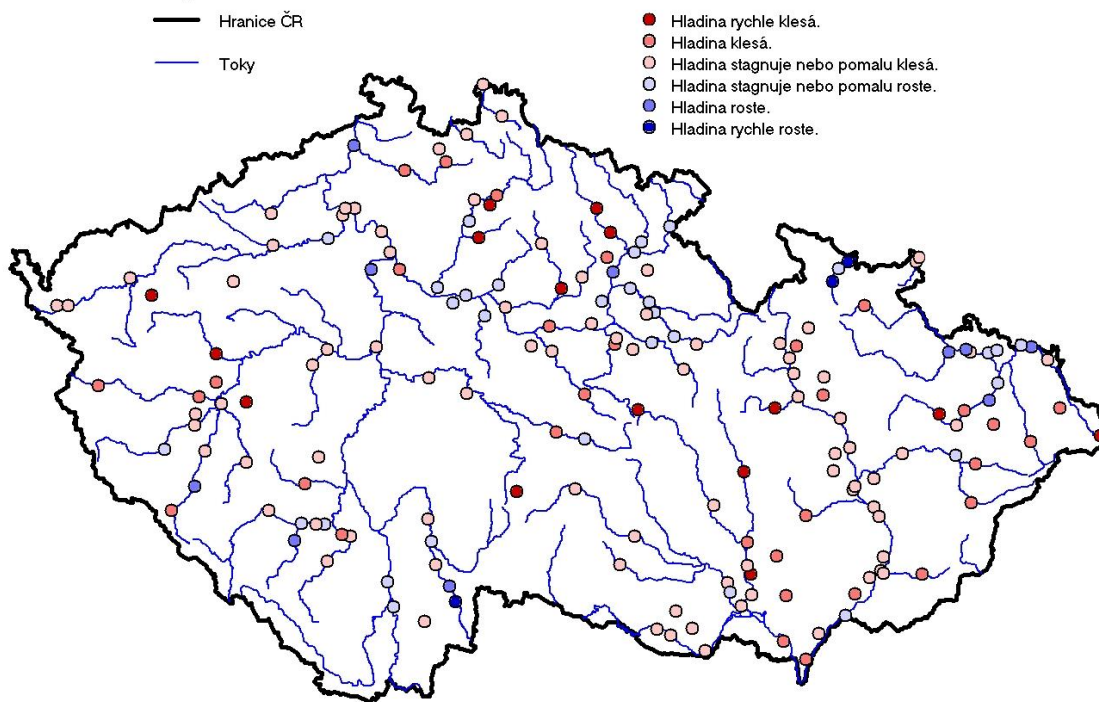 Hranice ČR
Toky
Hladina rychle klesá.
Hladina klesá.
Hladina stagnuje nebo pomalu klesá.
Hladina stagnuje nebo pomalu roste.
Hladina roste.
Hladina rychle roste.